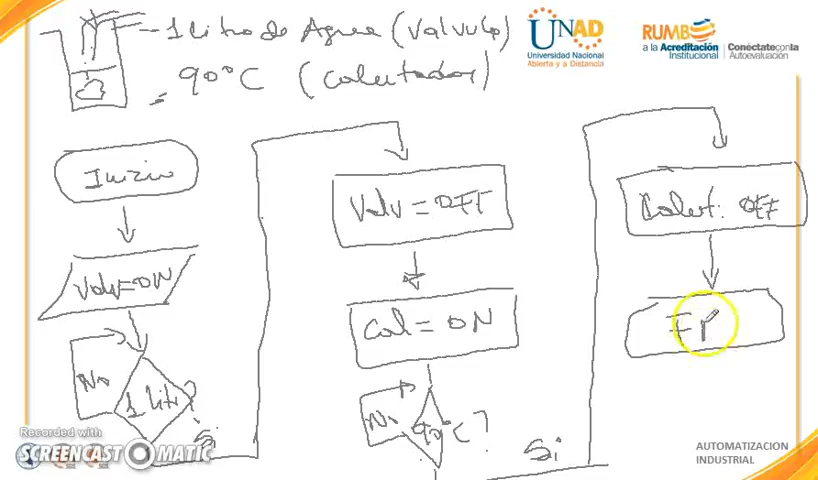 1 Litro de Agua (Valvula)
90°C (Calentador)
UNAD
Universidad Nacional
Abierta y a Distancia
RUMBO
a la Acreditación
Institucional
Conéctate con la
Autoevaluación
Inicio
Valv=ON
No
1 Litro?
Si
Valv = OFF
Cal = ON
No
90°C?
Si
Calent: OFF
FI
Recorded with
SCREENCAST MATIC
AUTOMATIZACION
INDUSTRIAL